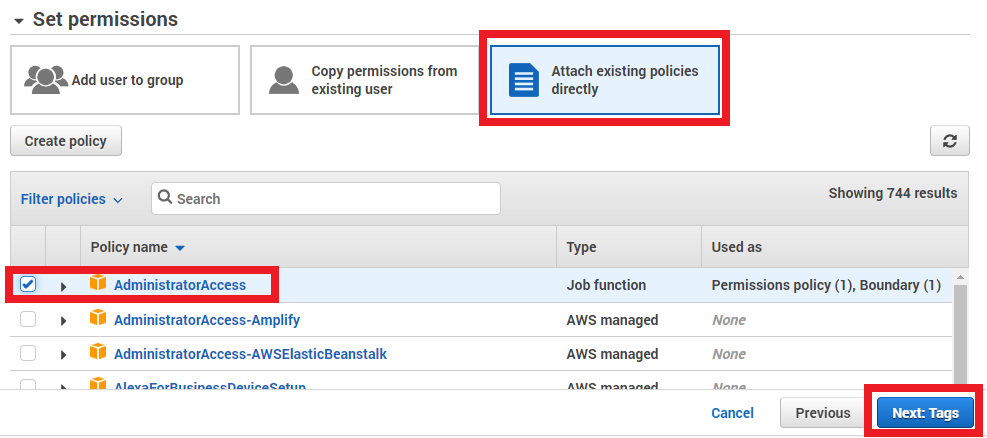 Set permissions
Add user to group
Copy permissions from
existing user
Attach existing policies
directly
Create policy
Filter policies
Search
Showing 744 results
Policy name
Type
Used as
AdministratorAccess
Job function
Permissions policy (1), Boundary (1)
AdministratorAccess-Amplify
AWS managed
None
AdministratorAccess-AWSElasticBeanstalk
AWS managed
None
AlexaForBusinessDeviceSetup
AWS managed
None
Cancel
Previous
Next: Tags